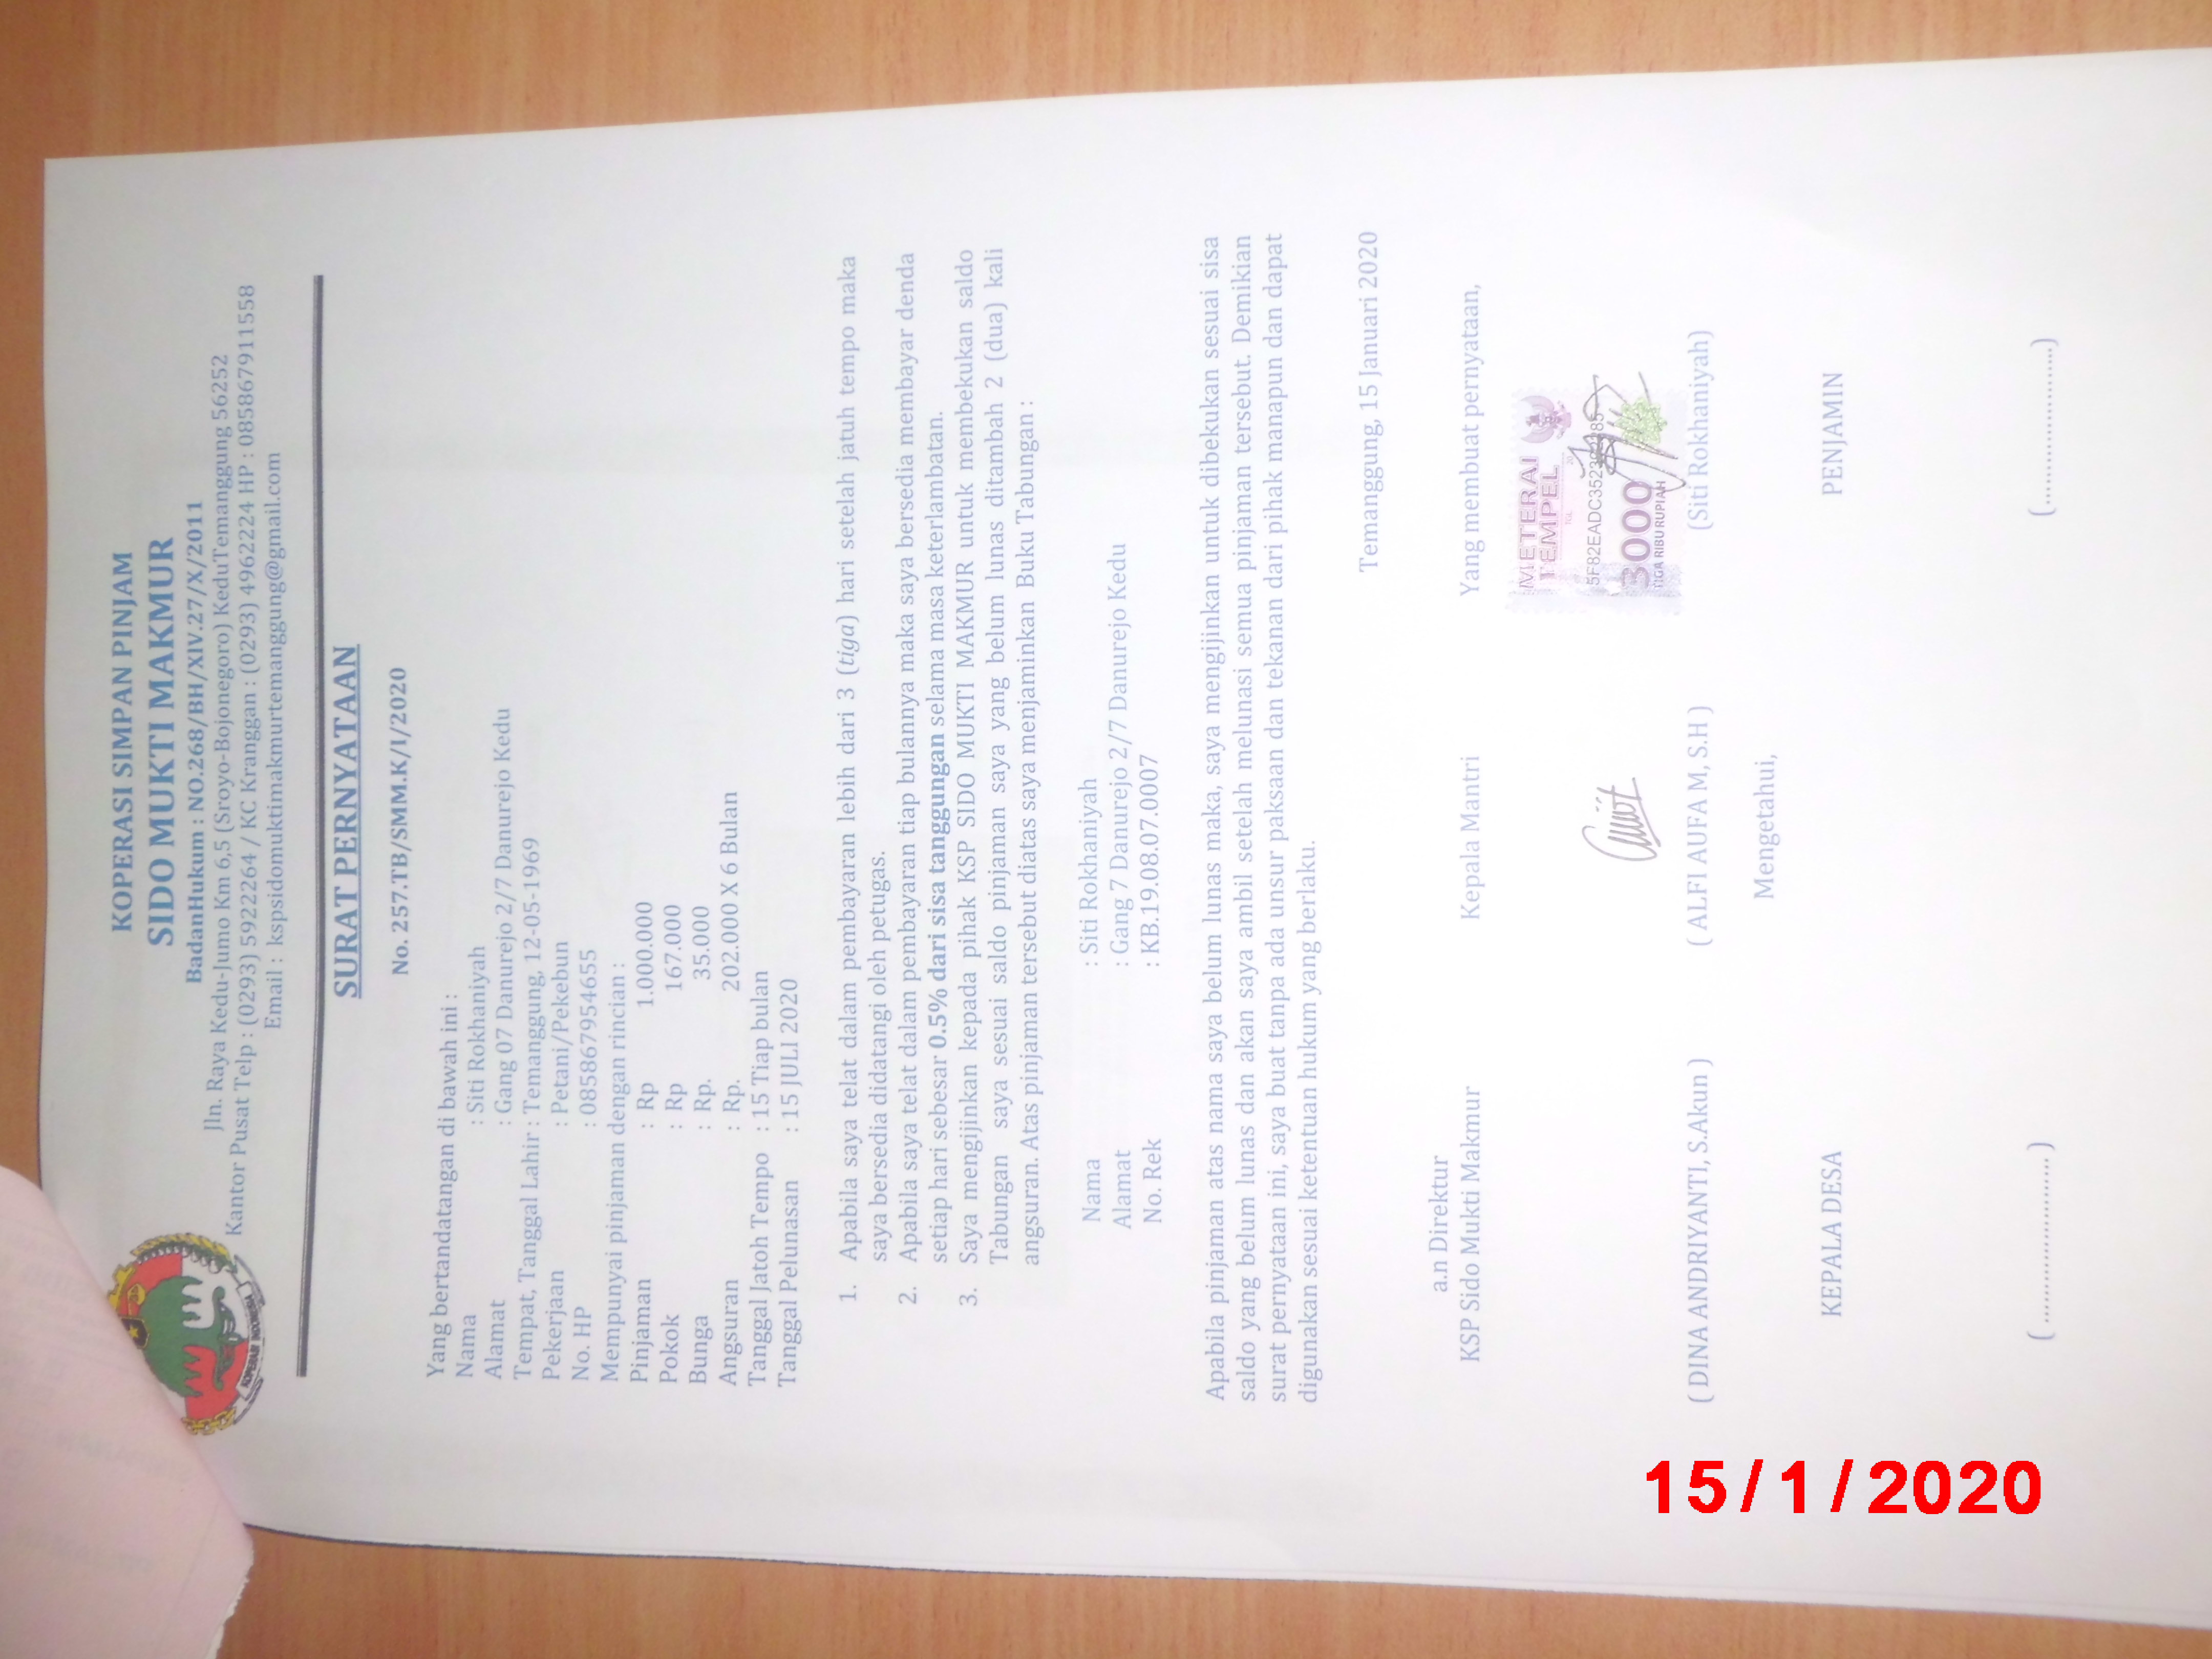 KOPERASI SIMPAN PINJAM
SIDO MUKTI MAKMUR
BadanHukum : NO.268/BH/XIV.27/X/2011
Jln. Raya Kedu-Jumo Km 6,5 (Sroyo-Bojonegoro) KeduTemanggung 56252
Kantor Pusat Telp : (0293) 5922264 / KC Kranggan : (0293) 4962224 HP : 085867911558
Email : kspsidomuktimakmurtemanggung@gmail.com
KOPERASI INDONESIA
SURAT PERNYATAAN
No. 257.TB/SMM.K/I/2020
Yang bertandatangan di bawah ini :
Nama : Siti Rokhaniyah
Alamat : Gang 07 Danurejo 2/7 Danurejo Kedu
Tempat, Tanggal Lahir : Temanggung, 12-05-1969
Pekerjaan : Petani/Pekebun
No. HP : 085867954655
Mempunyai pinjaman dengan rincian :
Pinjaman : Rp 1.000.000
Pokok : Rp 167.000
Bunga : Rp. 35.000
Angsuran : Rp. 202.000 X 6 Bulan
Tanggal Jatoh Tempo : 15 Tiap bulan
Tanggal Pelunasan : 15 JULI 2020
1. Apabila saya telat dalam pembayaran lebih dari 3 (tiga) hari setelah jatuh tempo maka
saya bersedia didatangi oleh petugas.
2. Apabila saya telat dalam pembayaran tiap bulannya maka saya bersedia membayar denda
setiap hari sebesar 0.5% dari sisa tanggungan selama masa keterlambatan.
3. Saya mengijinkan kepada pihak KSP SIDO MUKTI MAKMUR untuk membekukan saldo
Tabungan saya sesuai saldo pinjaman saya yang belum lunas ditambah 2 (dua) kali
angsuran. Atas pinjaman tersebut diatas saya menjaminkan Buku Tabungan :
Nama : Siti Rokhaniyah
Alamat : Gang 7 Danurejo 2/7 Danurejo Kedu
No. Rek : KB.19.08.07.0007
Apabila pinjaman atas nama saya belum lunas maka, saya mengijinkan untuk dibekukan sesuai sisa
saldo yang belum lunas dan akan saya ambil setelah melunasi semua pinjaman tersebut. Demikian
surat pernyataan ini, saya buat tanpa ada unsur paksaan dan tekanan dari pihak manapun dan dapat
digunakan sesuai ketentuan hukum yang berlaku.
Temanggung, 15 Januari 2020
a.n Direktur
KSP Sido Mukti Makmur Kepala Mantri Yang membuat pernyataan,
METERAI
TEMPEL
TGL. 20
3000
TIGA RIBU RUPIAH
( DINA ANDRIYANTI, S.Akun ) ( ALFI AUFA M, S.H ) (Siti Rokhaniyah)
Mengetahui,
KEPALA DESA PENJAMIN
( ........................... ) (........................)
15/1/2020